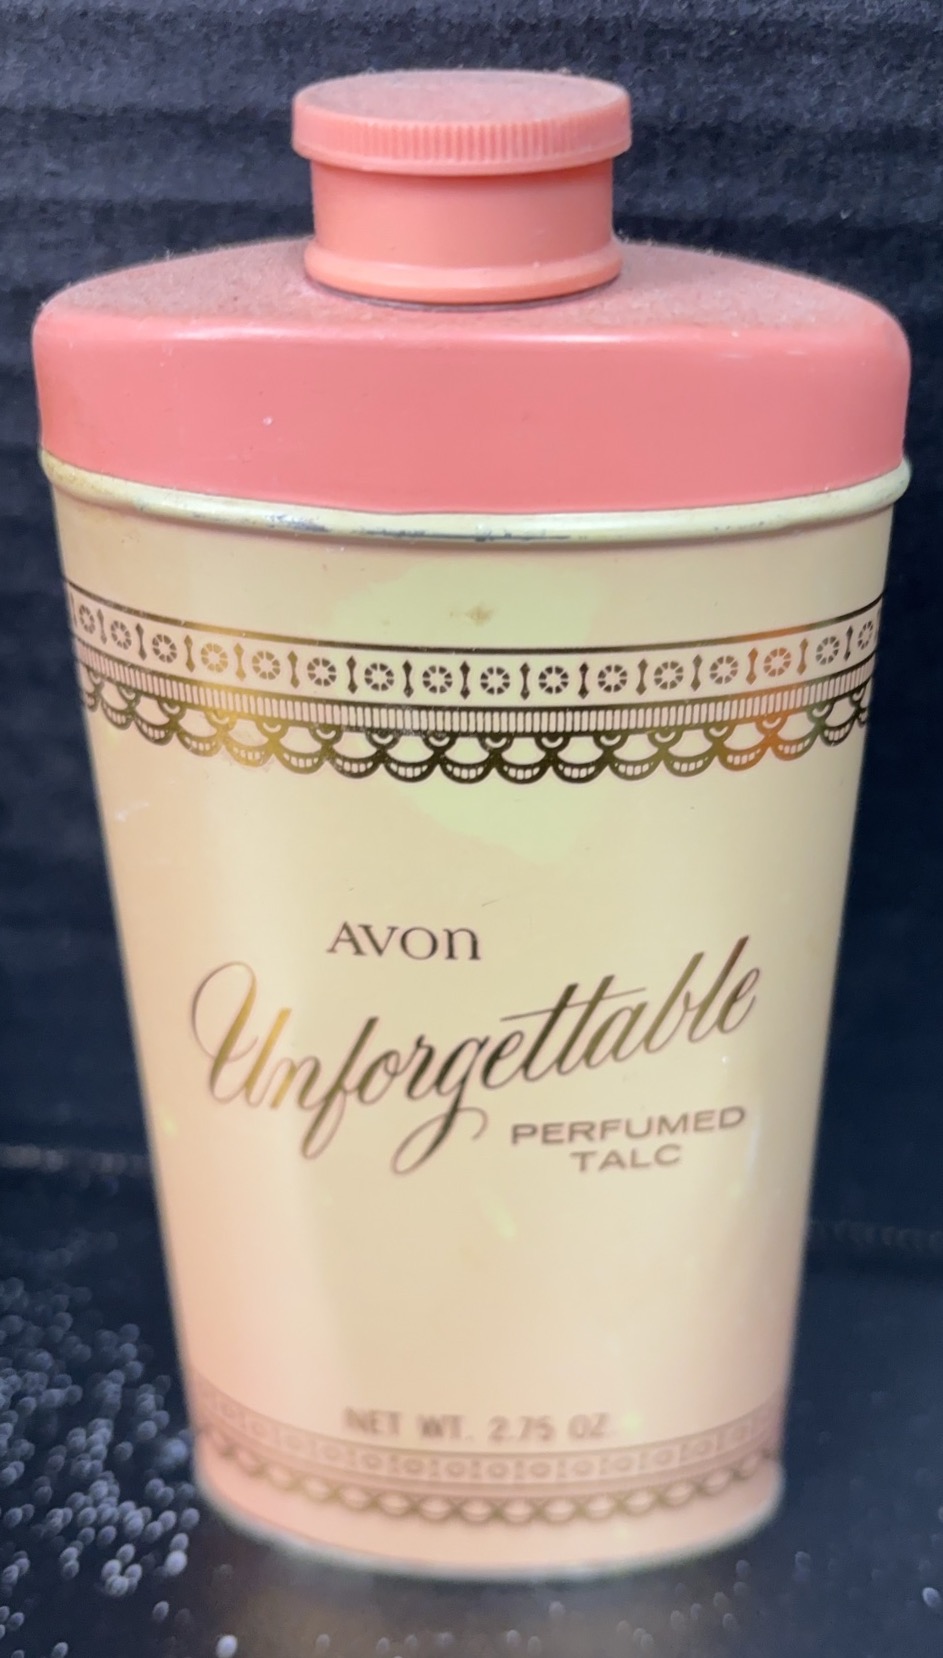 AVON
Unforgettable
PERFUMED
TALC
NET WT. 2.75 OZ.